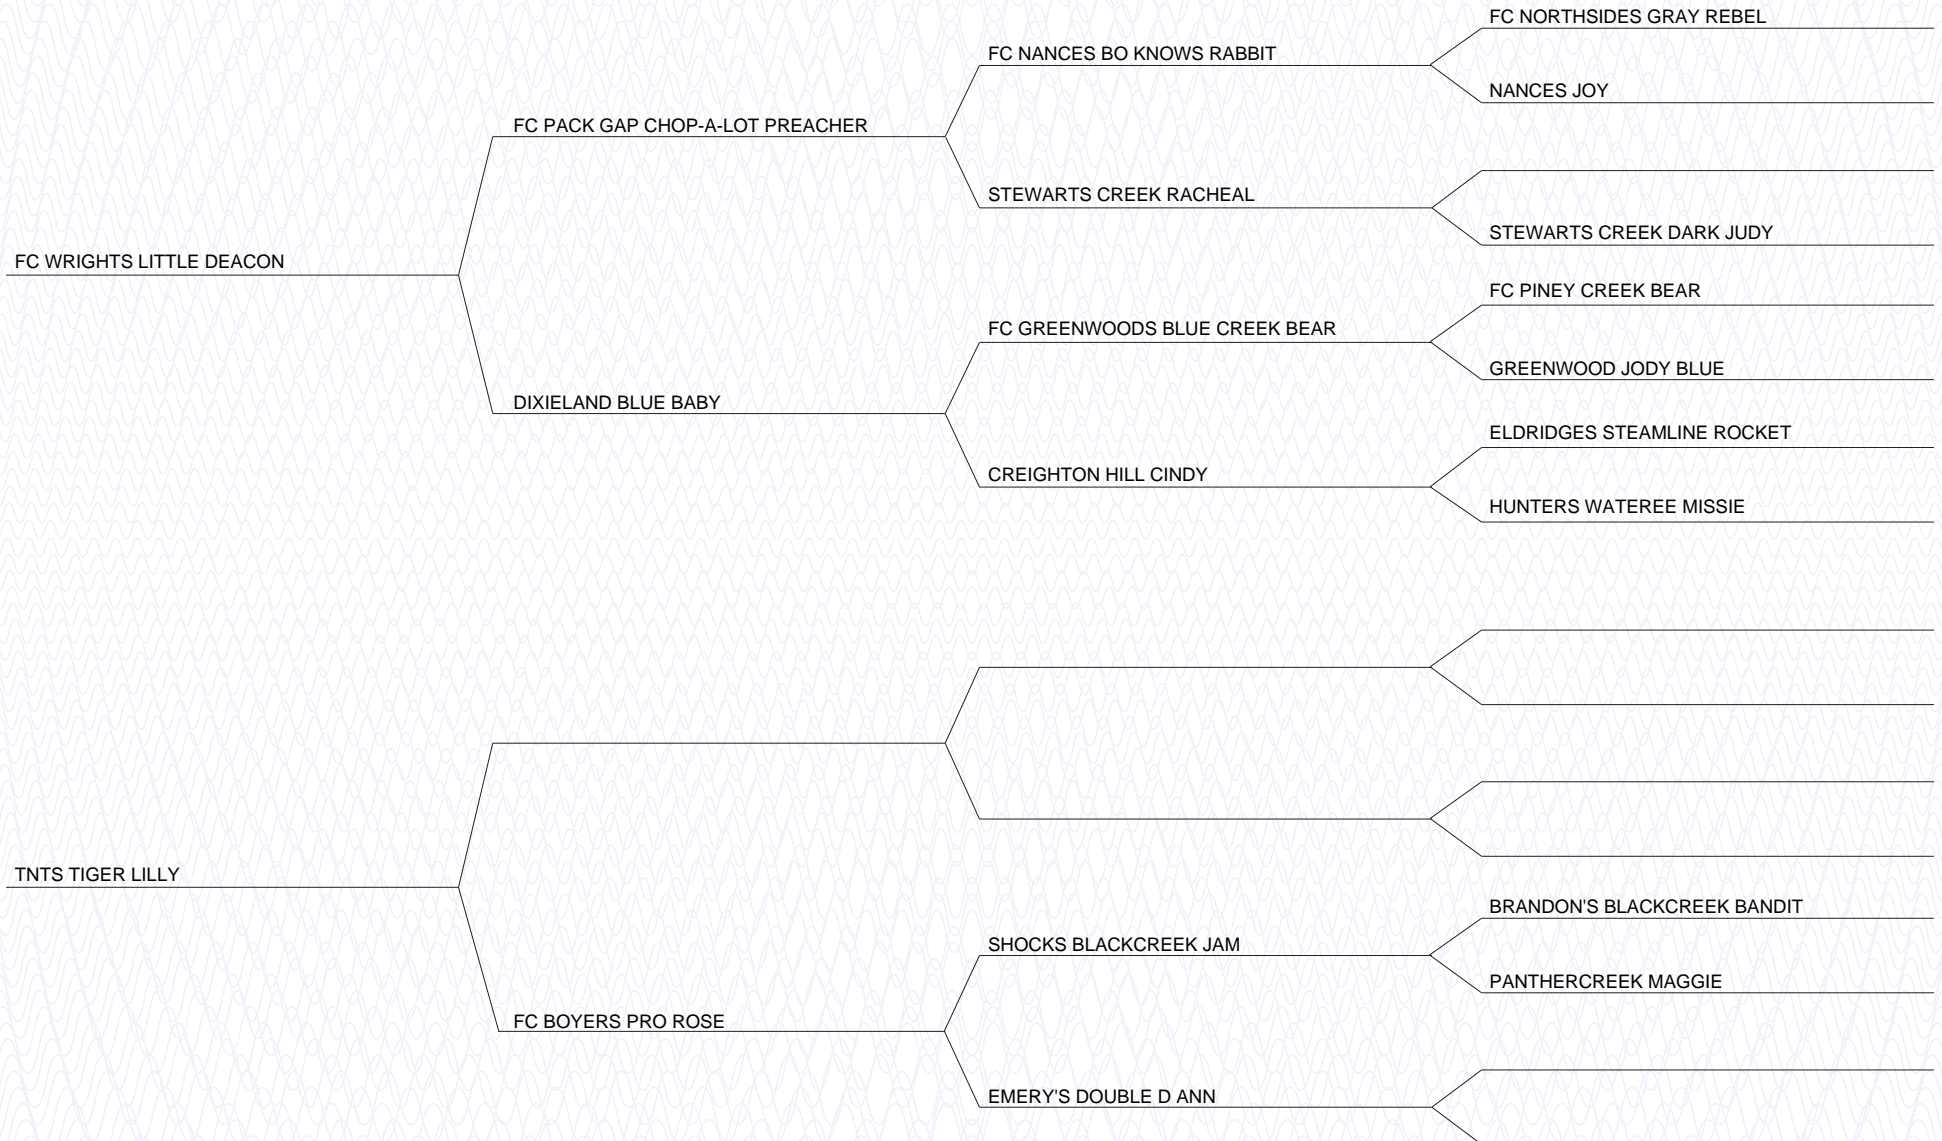 FC NORTHSIDES GRAY REBEL
FC NANCES BO KNOWS RABBIT
NANCES JOY
FC PACK GAP CHOP-A-LOT PREACHER
STEWARTS CREEK RACHEAL
STEWARTS CREEK DARK JUDY
FC WRIGHTS LITTLE DEACON
FC PINEY CREEK BEAR
FC GREENWOODS BLUE CREEK BEAR
GREENWOOD JODY BLUE
DIXIELAND BLUE BABY
ELDRIDGES STEAMLINE ROCKET
CREIGHTON HILL CINDY
HUNTERS WATEREE MISSIE
TNTS TIGER LILLY
BRANDON'S BLACKCREEK BANDIT
SHOCKS BLACKCREEK JAM
PANTHERCREEK MAGGIE
FC BOYERS PRO ROSE
EMERY'S DOUBLE D ANN